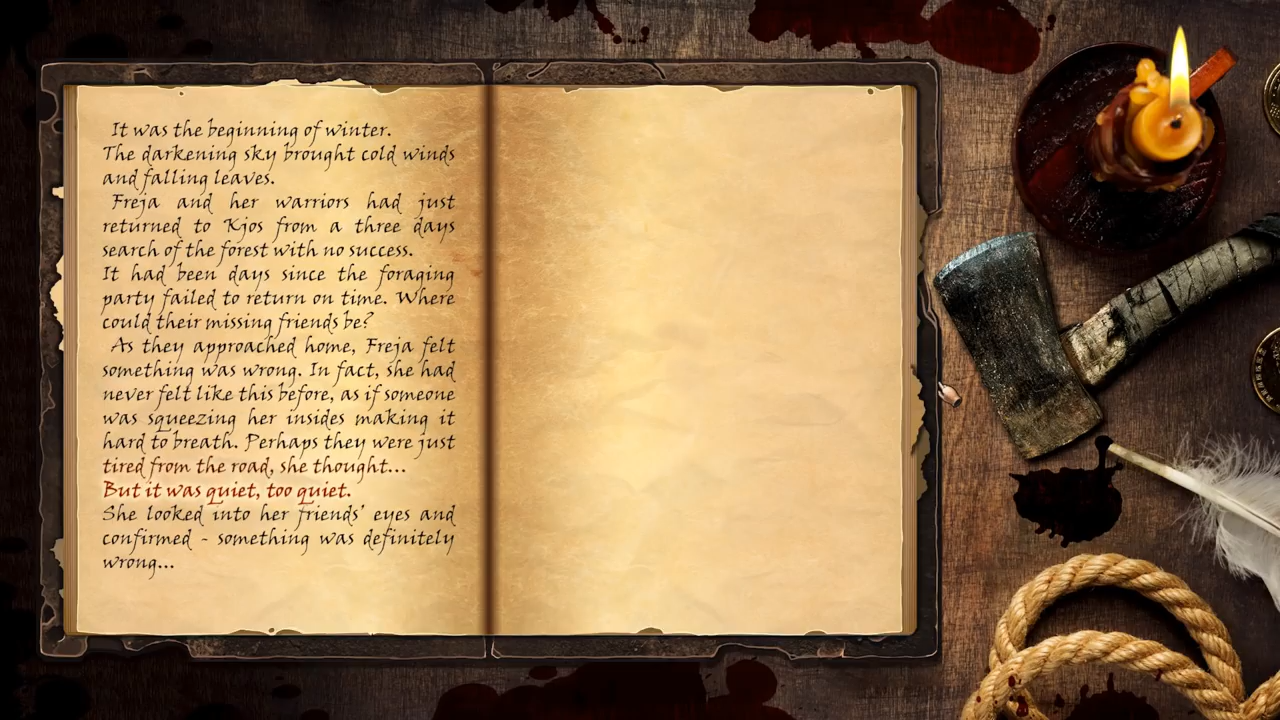 It was the beginning of winter.
The darkening sky brought cold winds
and falling leaves.
Freja and her warriors had just
returned to Kjos from a three days
search of the forest with no success.
It had been days since the foraging
party failed to return on time. Where
could their missing friends be?
As they approached home, Freja felt
something was wrong. In fact, she had
never felt like this before, as if someone
was squeezing her insides making it
hard to breath. Perhaps they were just
tired from the road, she thought...
But it was quiet, too quiet.
She looked into her friends' eyes and
confirmed - something was definitely
wrong...